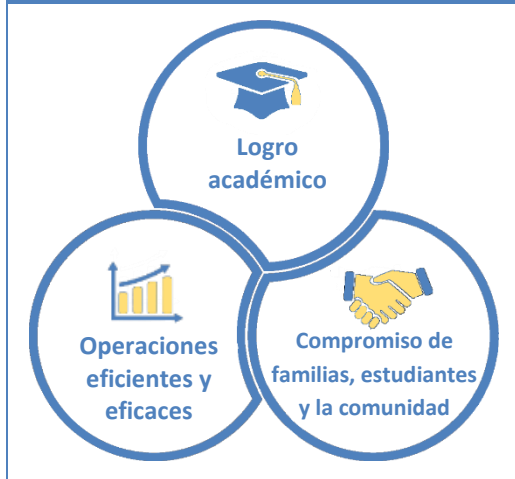 Logro
académico
Operaciones
eficientes y
eficaces
Compromiso de
familias, estudiantes
y la comunidad